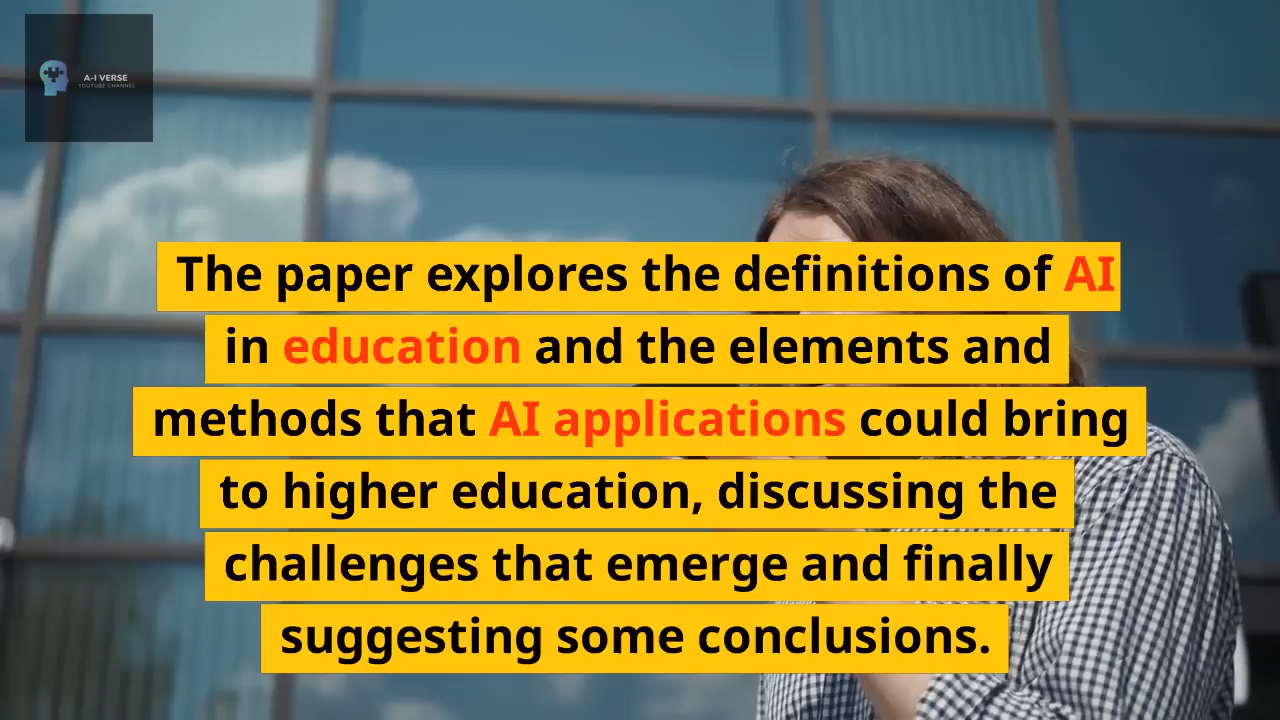 A-I VERSE
YOUTUBE CHANNEL
The paper explores the definitions of AI
in education and the elements and
methods that AI applications could bring
to higher education, discussing the
challenges that emerge and finally
suggesting some conclusions.